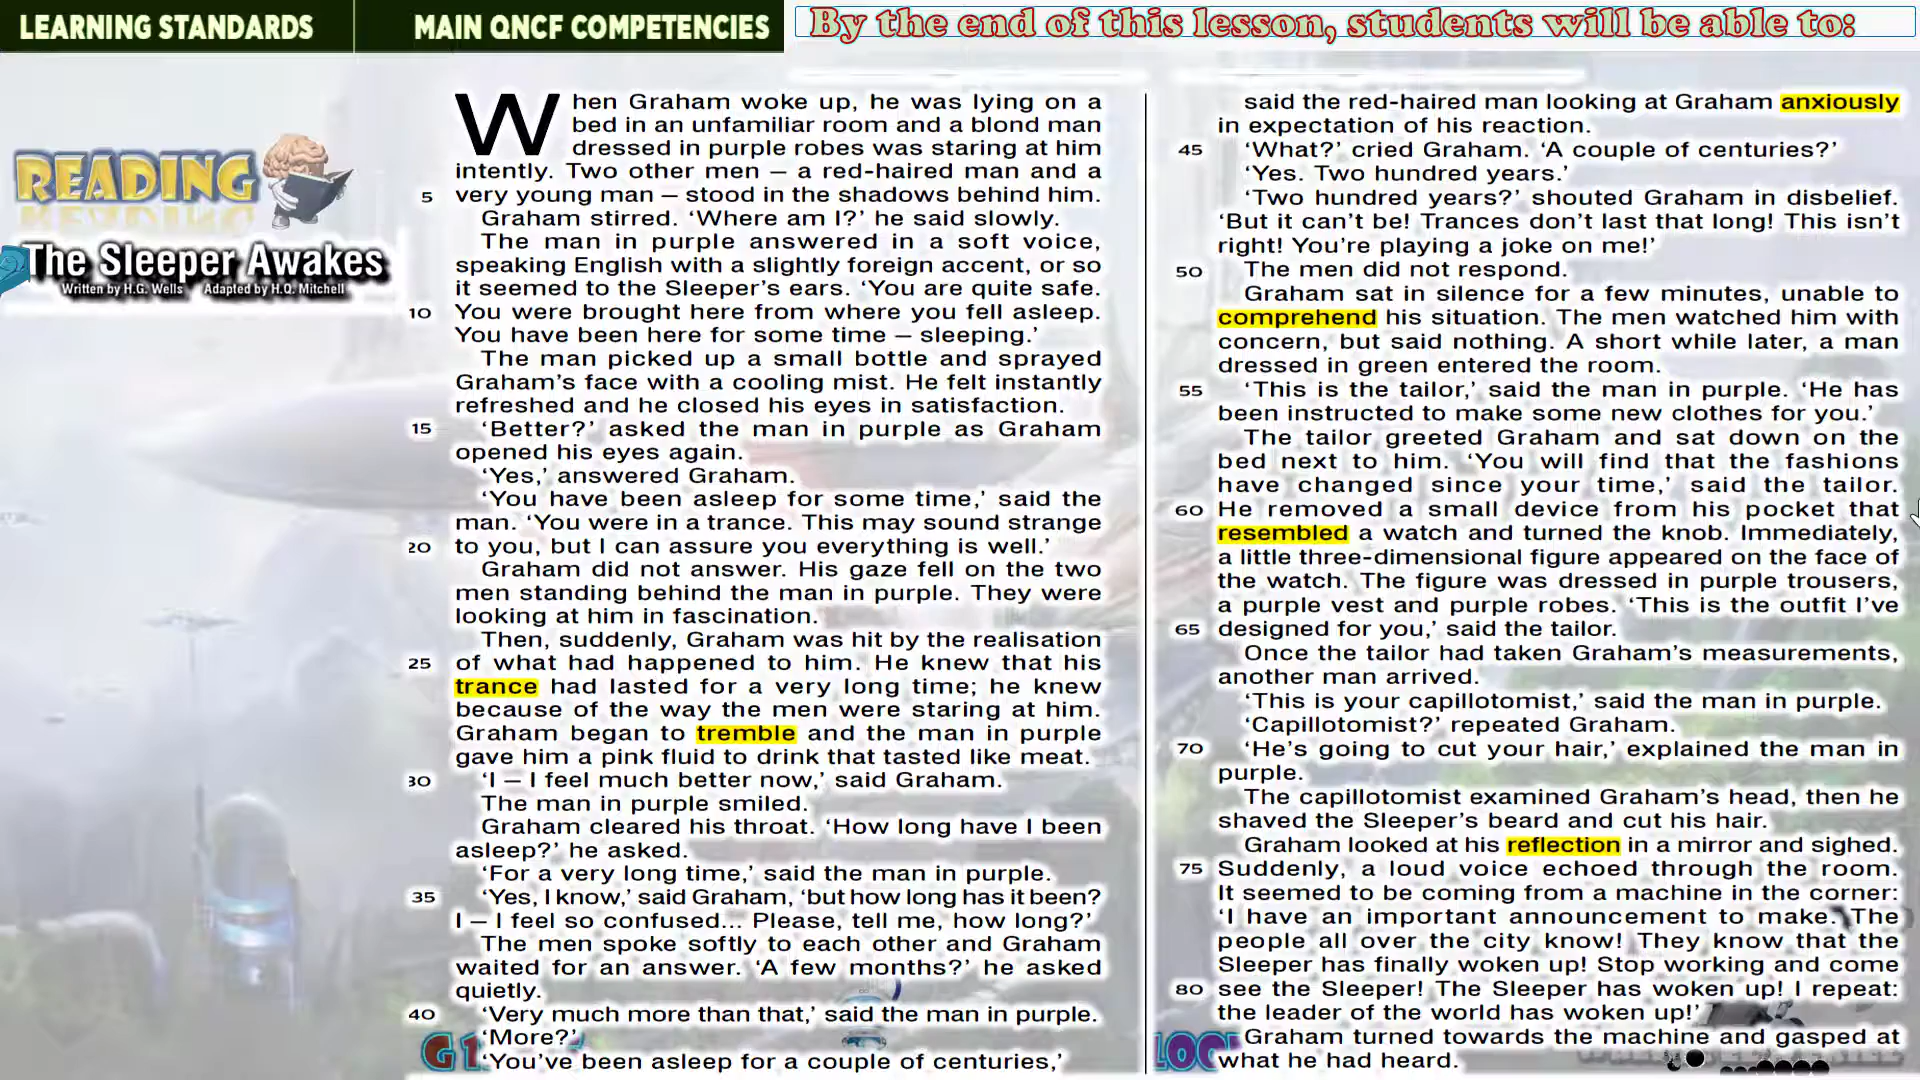 LEARNING STANDARDS
MAIN QNCF COMPETENCIES
By the end of this lesson, students will be able to:
READING
The Sleeper Awakes
Written by H.G. Wells Adapted by H.Q. Mitchell
When Graham woke up, he was lying on a
bed in an unfamiliar room and a blond man
dressed in purple robes was staring at him
intently. Two other men – a red-haired man and a
5 very young man – stood in the shadows behind him.
Graham stirred. ‘Where am I?’ he said slowly.
The man in purple answered in a soft voice,
speaking English with a slightly foreign accent, or so
it seemed to the Sleeper’s ears. ‘You are quite safe.
10 You were brought here from where you fell asleep.
You have been here for some time – sleeping.’
The man picked up a small bottle and sprayed
Graham’s face with a cooling mist. He felt instantly
refreshed and he closed his eyes in satisfaction.
15 ‘Better?’ asked the man in purple as Graham
opened his eyes again.
‘Yes,’ answered Graham.
‘You have been asleep for some time,’ said the
man. ‘You were in a trance. This may sound strange
20 to you, but I can assure you everything is well.’
Graham did not answer. His gaze fell on the two
men standing behind the man in purple. They were
looking at him in fascination.
Then, suddenly, Graham was hit by the realisation
25 of what had happened to him. He knew that his
trance had lasted for a very long time; he knew
because of the way the men were staring at him.
Graham began to tremble and the man in purple
gave him a pink fluid to drink that tasted like meat.
30 ‘I – I feel much better now,’ said Graham.
The man in purple smiled.
Graham cleared his throat. ‘How long have I been
asleep?’ he asked.
‘For a very long time,’ said the man in purple.
35 ‘Yes, I know,’ said Graham, ‘but how long has it been?
I – I feel so confused... Please, tell me, how long?’
The men spoke softly to each other and Graham
waited for an answer. ‘A few months?’ he asked
quietly.
40 ‘Very much more than that,’ said the man in purple.
‘More?’
‘You’ve been asleep for a couple of centuries,’
said the red-haired man looking at Graham anxiously
in expectation of his reaction.
45 ‘What?’ cried Graham. ‘A couple of centuries?’
‘Yes. Two hundred years.’
‘Two hundred years?’ shouted Graham in disbelief.
‘But it can’t be! Trances don’t last that long! This isn’t
right! You’re playing a joke on me!’
50 The men did not respond.
Graham sat in silence for a few minutes, unable to
comprehend his situation. The men watched him with
concern, but said nothing. A short while later, a man
dressed in green entered the room.
55 ‘This is the tailor,’ said the man in purple. ‘He has
been instructed to make some new clothes for you.’
The tailor greeted Graham and sat down on the
bed next to him. ‘You will find that the fashions
have changed since your time,’ said the tailor.
60 He removed a small device from his pocket that
resembled a watch and turned the knob. Immediately,
a little three-dimensional figure appeared on the face of
the watch. The figure was dressed in purple trousers,
a purple vest and purple robes. ‘This is the outfit I’ve
65 designed for you,’ said the tailor.
Once the tailor had taken Graham’s measurements,
another man arrived.
‘This is your capillotomist,’ said the man in purple.
‘Capillotomist?’ repeated Graham.
70 ‘He’s going to cut your hair,’ explained the man in
purple.
The capillotomist examined Graham’s head, then he
shaved the Sleeper’s beard and cut his hair.
Graham looked at his reflection in a mirror and sighed.
75 Suddenly, a loud voice echoed through the room.
It seemed to be coming from a machine in the corner:
‘I have an important announcement to make. The
people all over the city know! They know that the
Sleeper has finally woken up! Stop working and come
80 see the Sleeper! The Sleeper has woken up! I repeat:
the leader of the world has woken up!’
Graham turned towards the machine and gasped at
what he had heard.